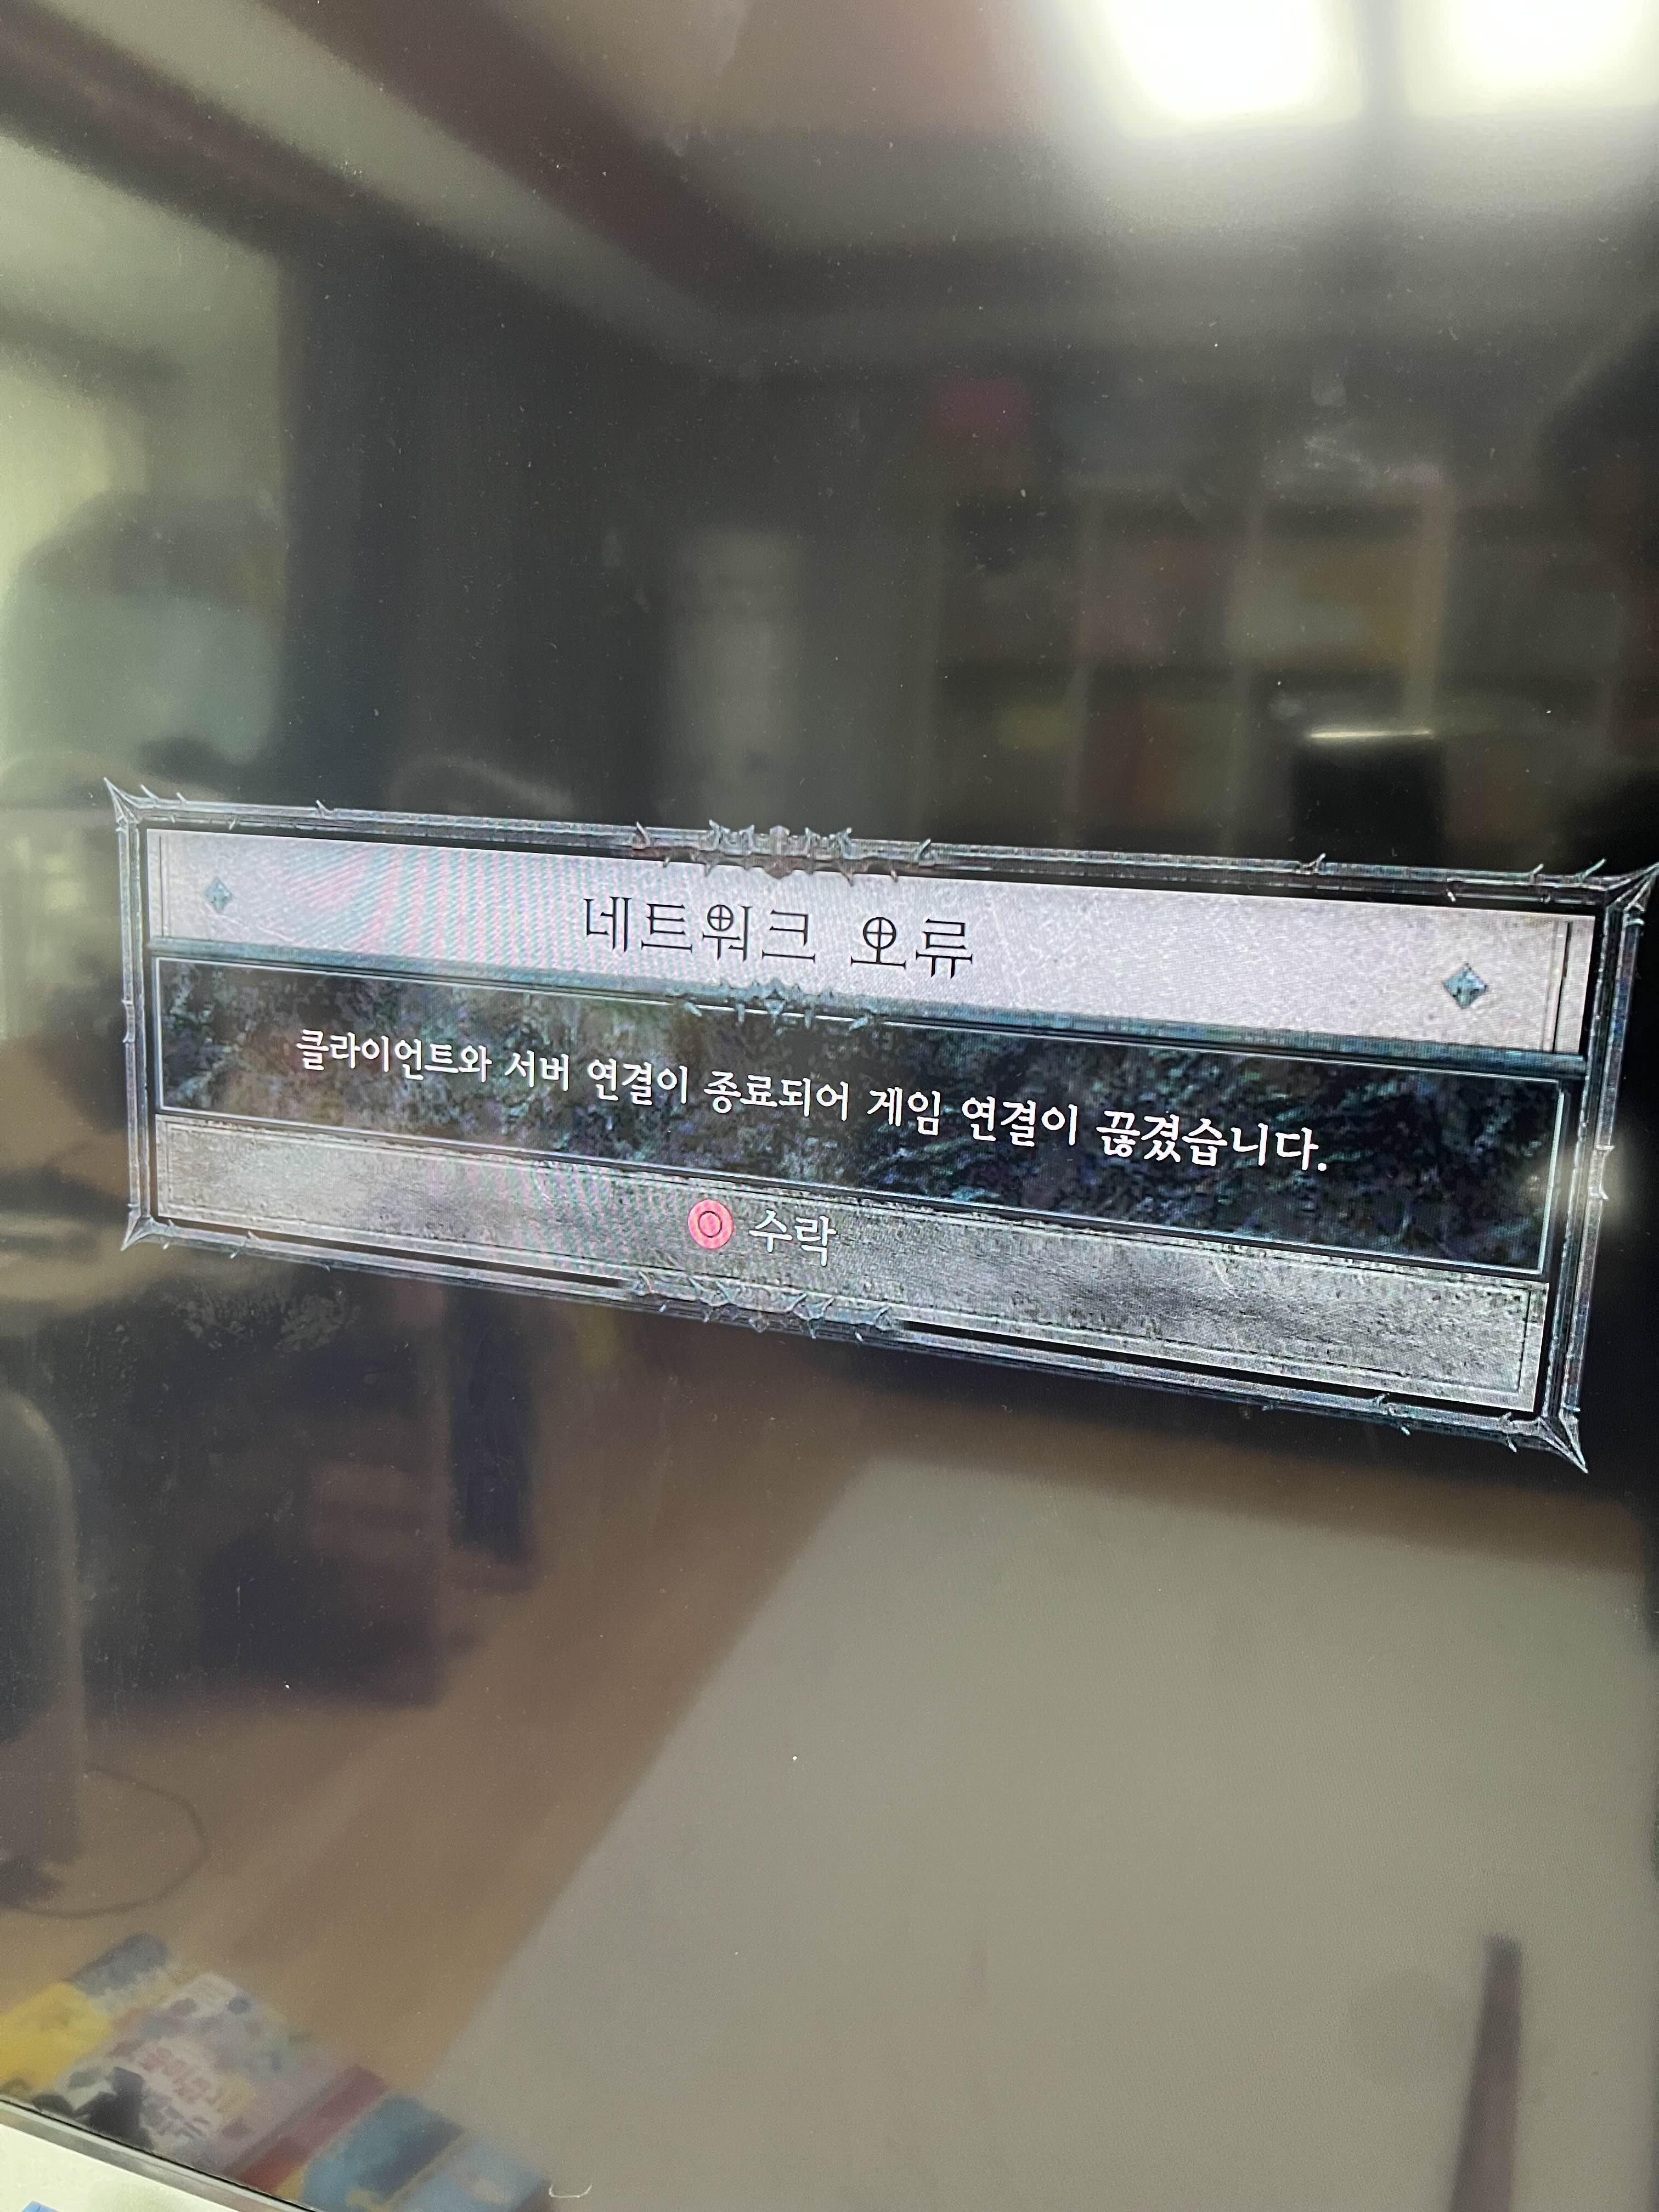 네트워크 오류
클라이언트와 서버 연결이 종료되어 게임 연결이 끊겼습니다.
수락